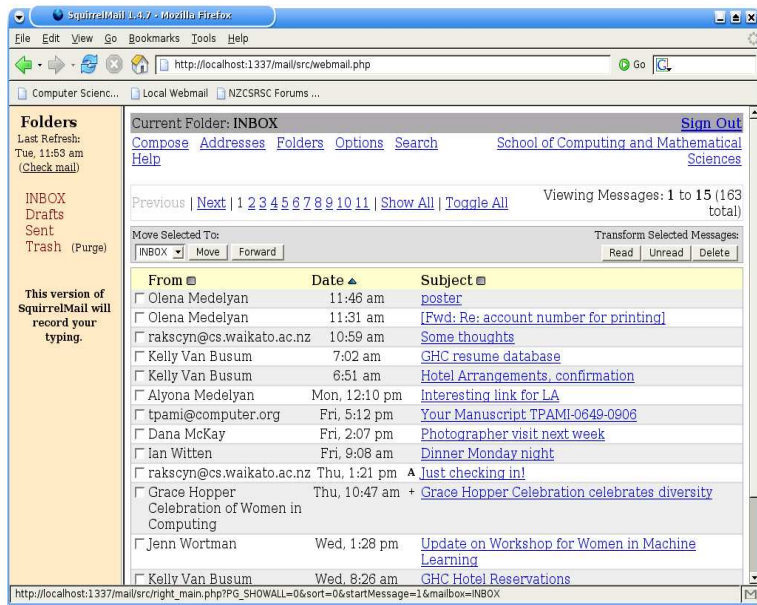 SquirrelMail 1.4.7 - Mozilla Firefox
File Edit View Go Bookmarks Tools Help
http://localhost:1337/mail/src/webmail.php Go
Computer Scienc... Local Webmail NZCSRSC Forums ...
Folders
Last Refresh:
Tue, 11:53 am
(Check mail)
INBOX
Drafts
Sent
Trash (Purge)
This version of
SquirrelMail will
record your
typing.
Current Folder: INBOX Sign Out
Compose Addresses Folders Options Search School of Computing and Mathematical
Help Sciences
Previous | Next | 1 2 3 4 5 6 7 8 9 10 11 | Show All | Toggle All Viewing Messages: 1 to 15 (163
total)
Move Selected To: Transform Selected Messages:
INBOX Move Forward Read Unread Delete
From Date Subject
Olena Medelyan 11:46 am poster
Olena Medelyan 11:31 am [Fwd: Re: account number for printing]
rakscyn@cs.waikato.ac.nz 10:59 am Some thoughts
Kelly Van Busum 7:02 am GHC resume database
Kelly Van Busum 6:51 am Hotel Arrangements, confirmation
Alyona Medelyan Mon, 12:10 pm Interesting link for LA
tpami@computer.org Fri, 5:12 pm Your Manuscript TPAMI-0649-0906
Dana McKay Fri, 2:07 pm Photographer visit next week
Ian Witten Fri, 9:08 am Dinner Monday night
rakscyn@cs.waikato.ac.nz Thu, 1:21 pm A Just checking in!
Grace Hopper Thu, 10:47 am + Grace Hopper Celebration celebrates diversity
Celebration of Women in
Computing
Jenn Wortman Wed, 1:28 pm Update on Workshop for Women in Machine
Learning
Kelly Van Busum Wed, 8:26 am GHC Hotel Reservations
http://localhost:1337/mail/src/right_main.php?PG_SHOWALL=0&sort=0&startMessage=1&mailbox=INBOX